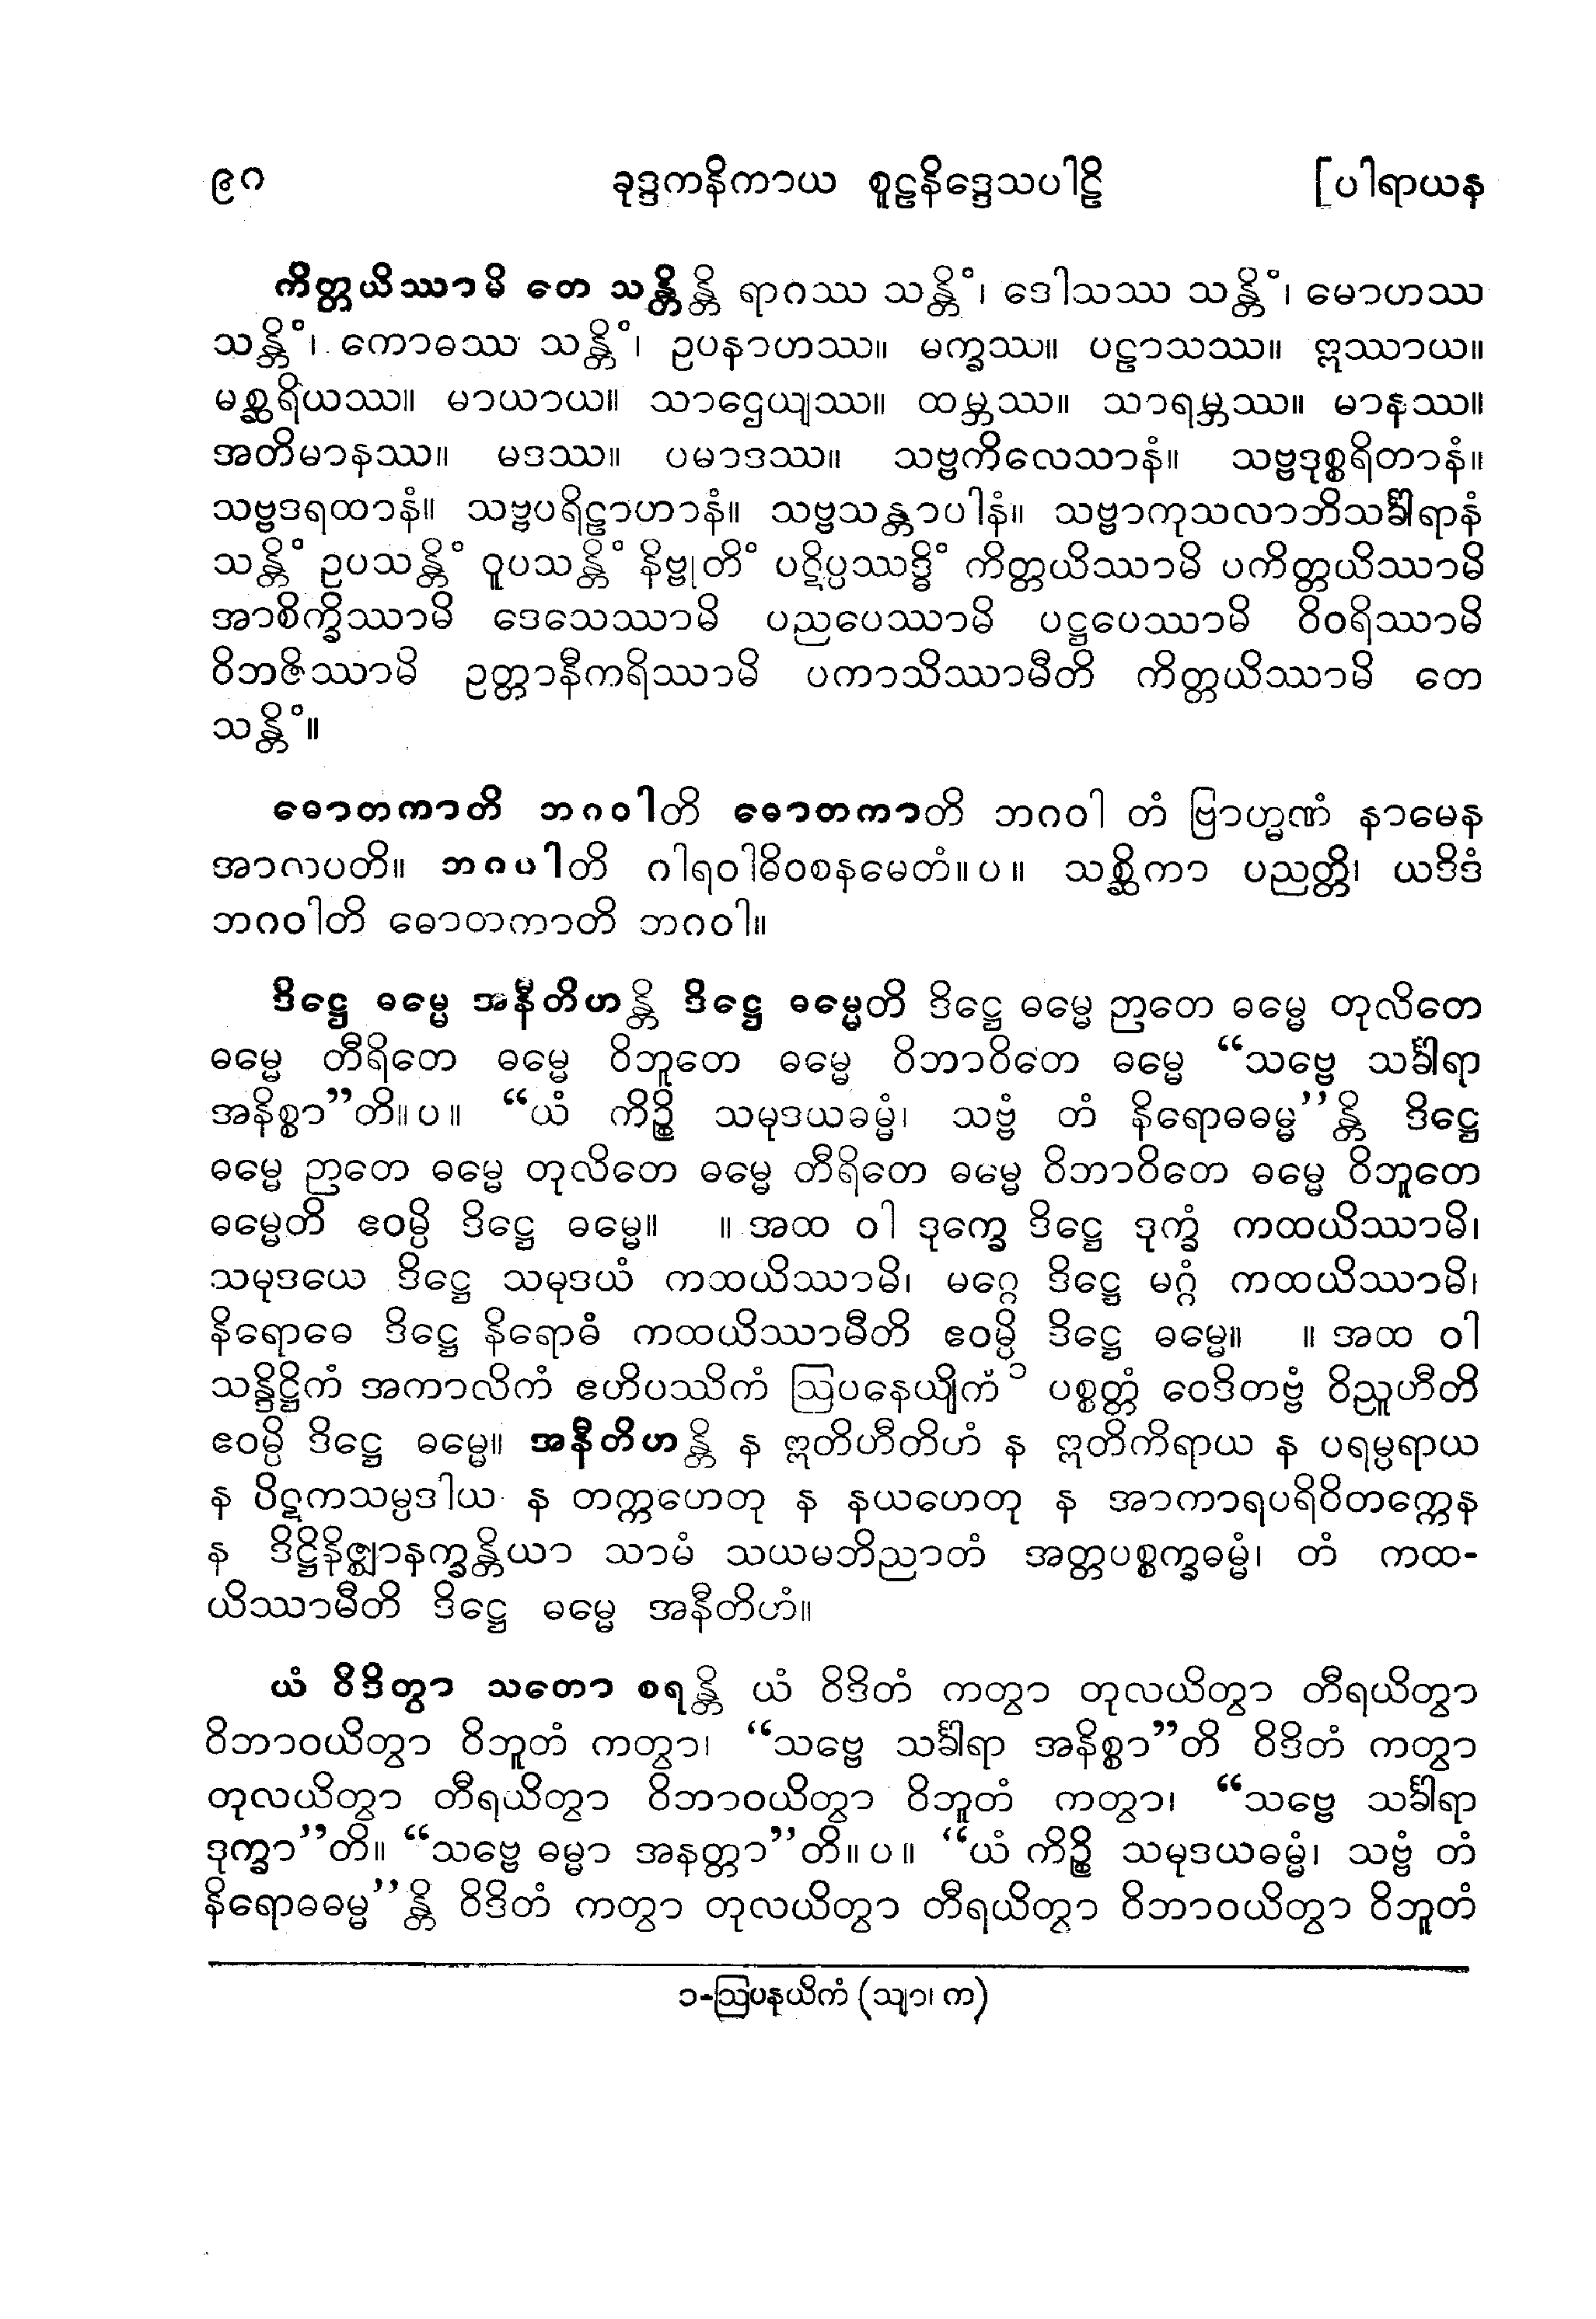 ၉၀ ခုဒ္ဒကနိကာယ စူဠနိဒ္ဒေသပါဠိ [ပါရာယန
ကိတ္တယိဿာမိ တေ သန္တိန္တိ ရာဂဿ သန္တိံ၊ ဒေါသဿ သန္တိံ၊ မောဟဿ
သန္တိံ၊ ကောဓဿ သန္တိံ၊ ဥပနာဟဿ။ မက္ခဿ။ ပဠာသဿ။ ဣဿာယ။
မစ္ဆရိယဿ။ မာယာယ။ သာဌေယျဿ။ ထမ္ဘဿ။ သာရမ္ဘဿ။ မာနဿ။
အတိမာနဿ။ မဒဿ။ ပမာဒဿ။ သဗ္ဗကိလေသာနံ။ သဗ္ဗဒုစ္စရိတာနံ။
သဗ္ဗဒရထာနံ။ သဗ္ဗပရိဠာဟာနံ။ သဗ္ဗသန္တာပါနံ။ သဗ္ဗာကုသလာဘိသင်္ခါရာနံ
သန္တိံ ဥပသန္တိံ ဝူပသန္တိံ နိဗ္ဗုတိံ ပဋိပ္ပဿဒ္ဓိံ ကိတ္တယိဿာမိ ပကိတ္တယိဿာမိ
အာစိက္ခိဿာမိ ဒေသေဿာမိ ပညပေဿာမိ ပဋ္ဌပေဿာမိ ဝိဝရိဿာမိ
ဝိဘဇိဿာမိ ဥတ္တာနီကရိဿာမိ ပကာသိဿာမီတိ ကိတ္တယိဿာမိ တေ
သန္တိံ။
ဓောတကာတိ ဘဂဝါတိ ဓောတကာတိ ဘဂဝါ တံ ဗြာဟ္မဏံ နာမေန
အာလပတိ။ ဘဂဝါတိ ဂါရဝါဓိဝစနမေတံ။ပ။ သစ္ဆိကာ ပညတ္တိ၊ ယဒိဒံ
ဘဂဝါတိ ဓောတကာတိ ဘဂဝါ။
ဒိဋ္ဌေ ဓမ္မေ အနီတိဟန္တိ ဒိဋ္ဌေ ဓမ္မေတိ ဒိဋ္ဌေ ဓမ္မေ ဉာတေ ဓမ္မေ တုလိတေ
ဓမ္မေ တီရိတေ ဓမ္မေ ဝိဘူတေ ဓမ္မေ ဝိဘာဝိတေ ဓမ္မေ “သဗ္ဗေ သင်္ခါရာ
အနိစ္စာ”တိ။ပ။ “ယံ ကိဉ္စိ သမုဒယဓမ္မံ၊ သဗ္ဗံ တံ နိရောဓဓမ္မ”န္တိ ဒိဋ္ဌေ
ဓမ္မေ ဉာတေ ဓမ္မေ တုလိတေ ဓမ္မေ တီရိတေ ဓမ္မေ ဝိဘာဝိတေ ဓမ္မေ ဝိဘူတေ
ဓမ္မေတိ ဧဝမ္ပိ ဒိဋ္ဌေ ဓမ္မေ။ ။ အထ ဝါ ဒုက္ခေ ဒိဋ္ဌေ ဒုက္ခံ ကထယိဿာမိ၊
သမုဒယေ ဒိဋ္ဌေ သမုဒယံ ကထယိဿာမိ၊ မဂ္ဂေ ဒိဋ္ဌေ မဂ္ဂံ ကထယိဿာမိ၊
နိရောဓေ ဒိဋ္ဌေ နိရောဓံ ကထယိဿာမီတိ ဧဝမ္ပိ ဒိဋ္ဌေ ဓမ္မေ။ ။ အထ ဝါ
သန္ဒိဋ္ဌိကံ အကာလိကံ ဧဟိပဿိကံ ဩပနေယျိကံ ၁ ပစ္စတ္တံ ဝေဒိတဗ္ဗံ ဝိညူဟီတိ
ဧဝမ္ပိ ဒိဋ္ဌေ ဓမ္မေ။ အနီတိဟန္တိ န ဣတိဟီတိဟံ န ဣတိကိရာယ န ပရမ္ပရာယ
န ပိဋကသမ္ပဒါယ န တက္ကဟေတု န နယဟေတု န အာကာရပရိဝိတက္ကေန
န ဒိဋ္ဌိနိဇ္ဈာနက္ခန္တိယာ သာမံ သယမဘိညာတံ အတ္တပစ္စက္ခဓမ္မံ၊ တံ ကထ-
ယိဿာမီတိ ဒိဋ္ဌေ ဓမ္မေ အနီတိဟံ။
ယံ ဝိဒိတွာ သတော စရန္တိ ယံ ဝိဒိတံ ကတွာ တုလယိတွာ တီရယိတွာ
ဝိဘာဝယိတွာ ဝိဘူတံ ကတွာ၊ “သဗ္ဗေ သင်္ခါရာ အနိစ္စာ”တိ ဝိဒိတံ ကတွာ
တုလယိတွာ တီရယိတွာ ဝိဘာဝယိတွာ ဝိဘူတံ ကတွာ၊ “သဗ္ဗေ သင်္ခါရာ
ဒုက္ခာ”တိ။ “သဗ္ဗေ ဓမ္မာ အနတ္တာ”တိ။ပ။ “ယံ ကိဉ္စိ သမုဒယဓမ္မံ၊ သဗ္ဗံ တံ
နိရောဓဓမ္မ”န္တိ ဝိဒိတံ ကတွာ တုလယိတွာ တီရယိတွာ ဝိဘာဝယိတွာ ဝိဘူတံ
၁-ဩပနယိကံ (သျာ၊ က)